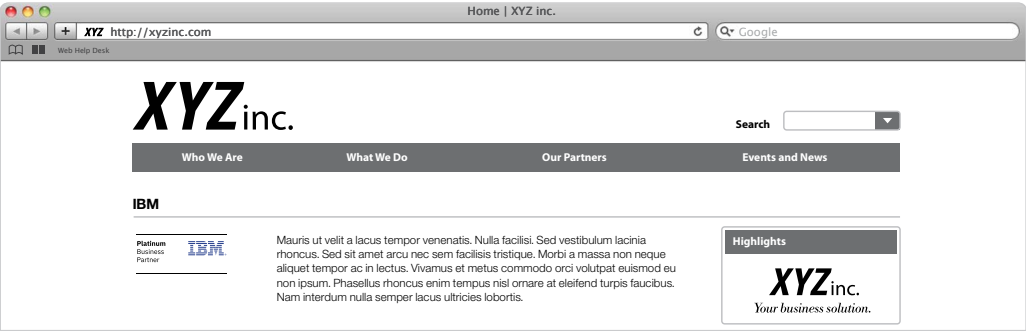 Home | XYZ inc.
XYZ http://xyzinc.com
Google
Web Help Desk
XYZinc.
Search
Who We Are What We Do Our Partners Events and News
IBM
Platinum
Business
Partner
IBM.
Mauris ut velit a lacus tempor venenatis. Nulla facilisi. Sed vestibulum lacinia
rhoncus. Sed sit amet arcu nec sem facilisis tristique. Morbi a massa non neque
aliquet tempor ac in lectus. Vivamus et metus commodo orci volutpat euismod eu
non ipsum. Phasellus rhoncus enim tempus nisl ornare at eleifend turpis faucibus.
Nam interdum nulla semper lacus ultricies lobortis.
Highlights
XYZinc.
Your business solution.